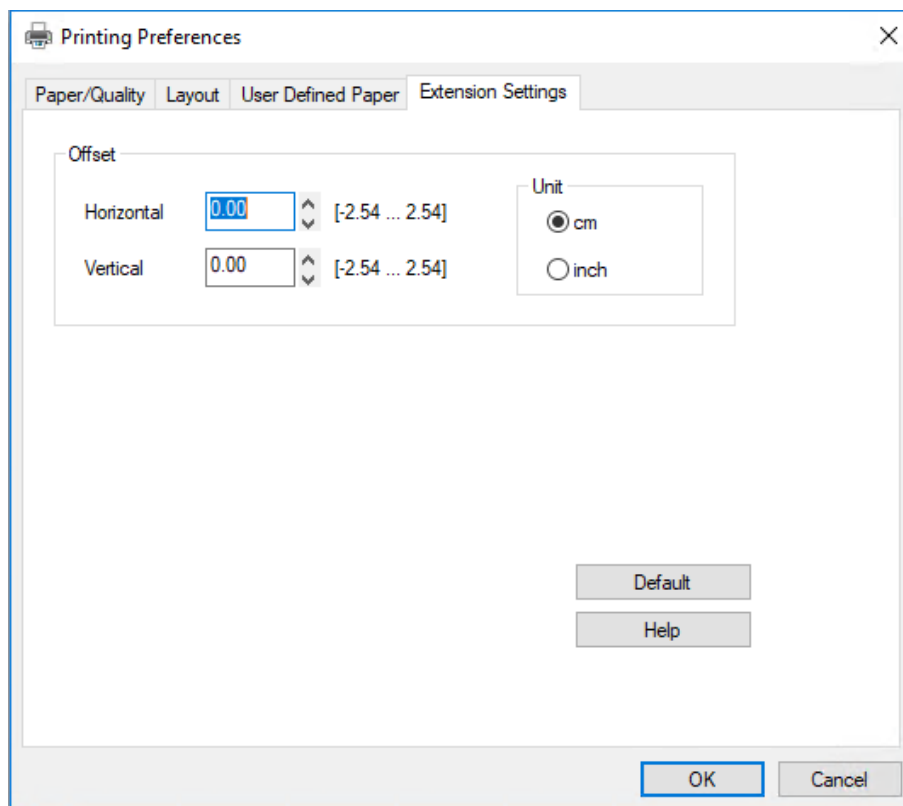 Printing Preferences
Paper/Quality Layout User Defined Paper Extension Settings
Offset
Unit
Horizontal 0.00 [-2.54 ... 2.54]
cm
Vertical 0.00 [-2.54 ... 2.54]
inch
Default
Help
OK Cancel